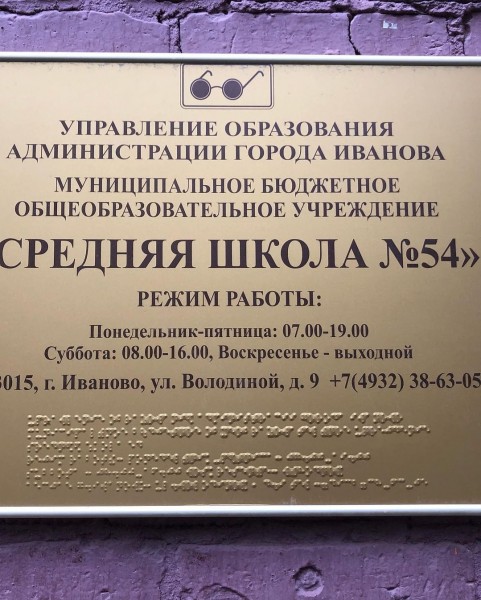 УПРАВЛЕНИЕ ОБРАЗОВАНИЯ
АДМИНИСТРАЦИИ ГОРОДА ИВАНОВА
МУНИЦИПАЛЬНОЕ БЮДЖЕТНОЕ
ОБЩЕОБРАЗОВАТЕЛЬНОЕ УЧРЕЖДЕНИЕ
СРЕДНЯЯ ШКОЛА №54»
РЕЖИМ РАБОТЫ:
Понедельник-пятница: 07.00-19.00
Суббота: 08.00-16.00, Воскресенье - выходной
3015, г. Иваново, ул. Володиной, д. 9 +7(4932) 38-63-05